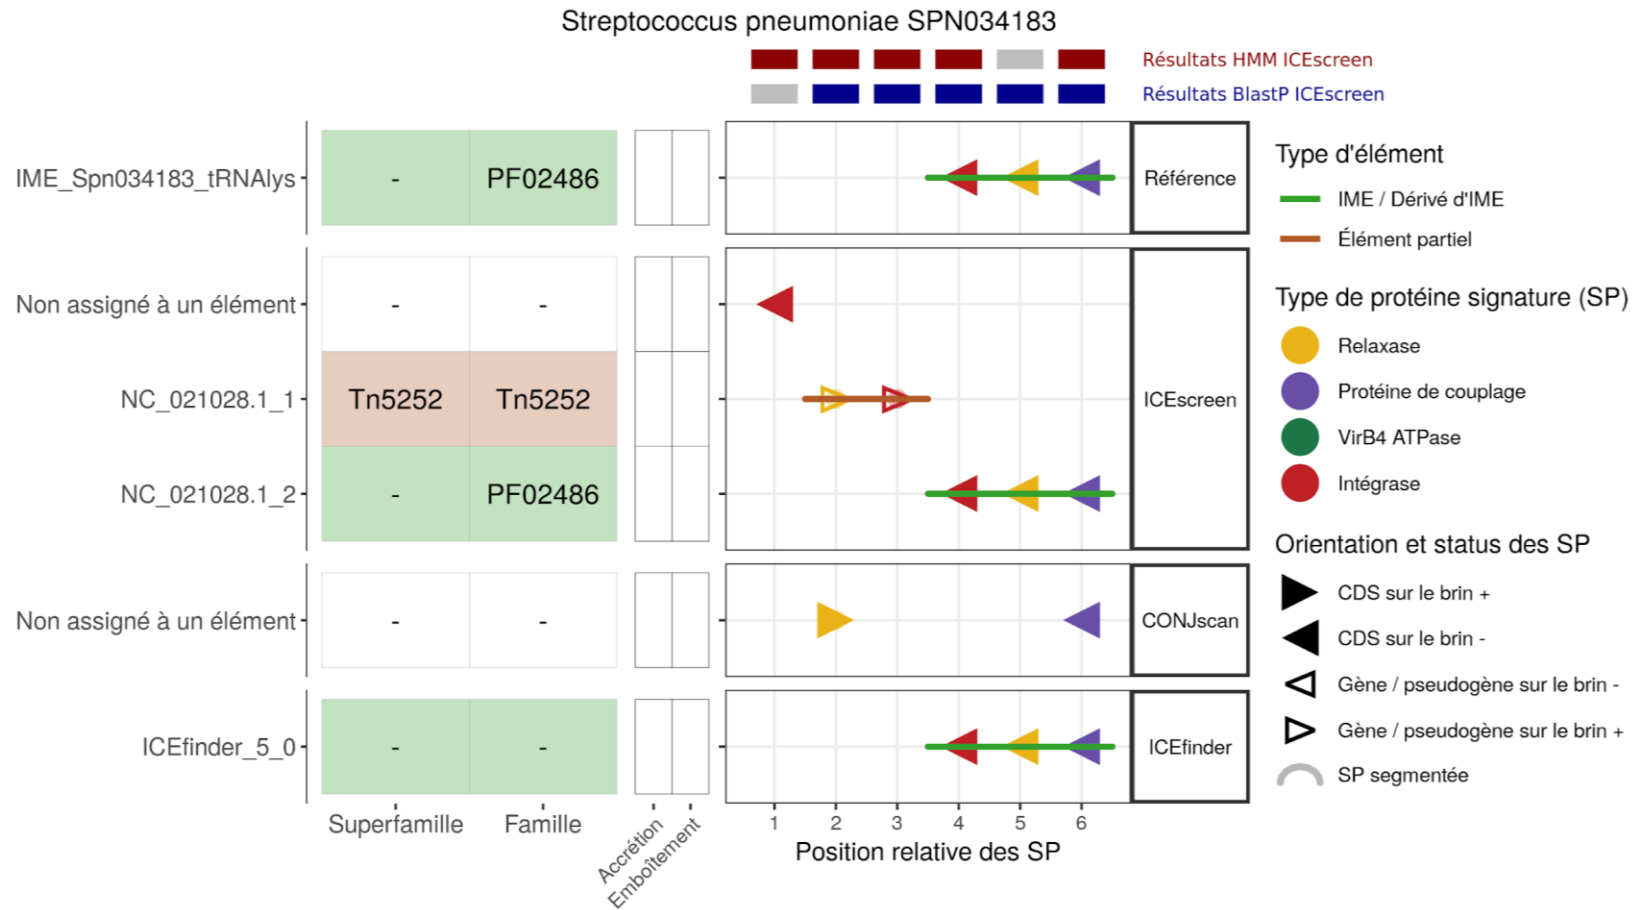 Streptococcus pneumoniae SPN034183
Résultats HMM ICEscreen
Résultats BlastP ICEscreen
IME_Spn034183_tRNAlys
-
PF02486
Référence
Non assigné à un élément
-
-
NC_021028.1_1
Tn5252
Tn5252
ICEscreen
NC_021028.1_2
-
PF02486
Non assigné à un élément
-
-
CONJscan
ICEfinder_5_0
-
-
ICEfinder
Superfamille
Famille
Accrétion
Emboîtement
1
2
3
4
5
6
Position relative des SP
Type d'élément
IME / Dérivé d'IME
Élément partiel
Type de protéine signature (SP)
Relaxase
Protéine de couplage
VirB4 ATPase
Intégrase
Orientation et status des SP
CDS sur le brin +
CDS sur le brin -
Gène / pseudogène sur le brin -
Gène / pseudogène sur le brin +
SP segmentée